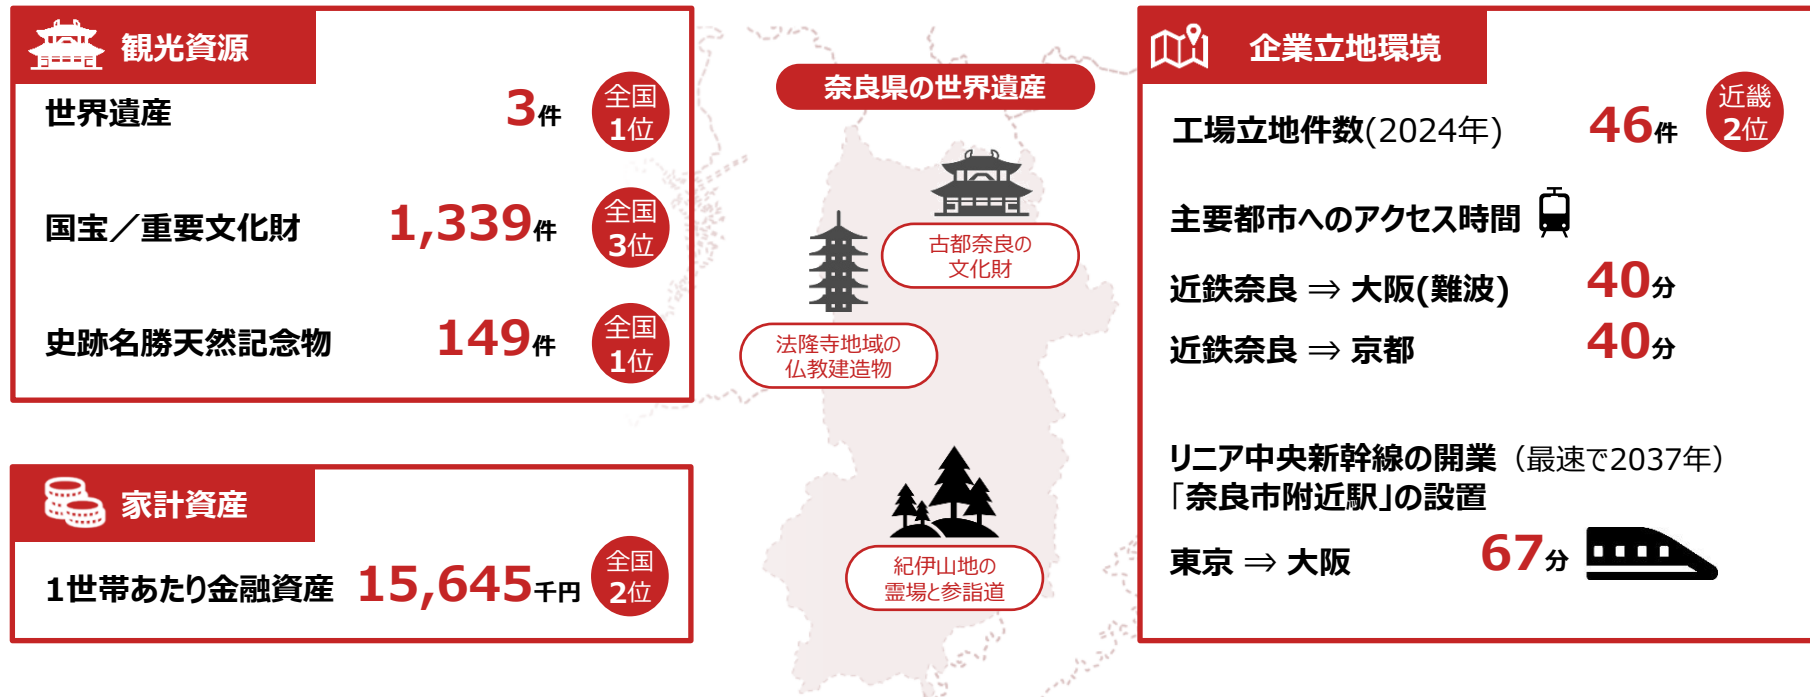 観光資源
世界遺産 3件 全国1位
国宝／重要文化財 1,339件 全国3位
史跡名勝天然記念物 149件 全国1位
家計資産
1世帯あたり金融資産 15,645千円 全国2位
奈良県の世界遺産
古都奈良の
文化財
法隆寺地域の
仏教建造物
紀伊山地の
霊場と参詣道
企業立地環境
工場立地件数(2024年) 46件 近畿2位
主要都市へのアクセス時間
近鉄奈良 ⇒ 大阪(難波) 40分
近鉄奈良 ⇒ 京都 40分
リニア中央新幹線の開業（最速で2037年）
「奈良市附近駅」の設置
東京 ⇒ 大阪 67分